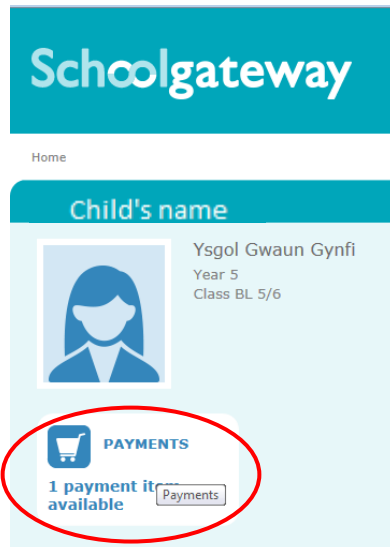 Schoolgateway
Home
Child's name
Ysgol Gwaun Gynfi
Year 5
Class BL 5/6
PAYMENTS
1 payment item
available
Payments